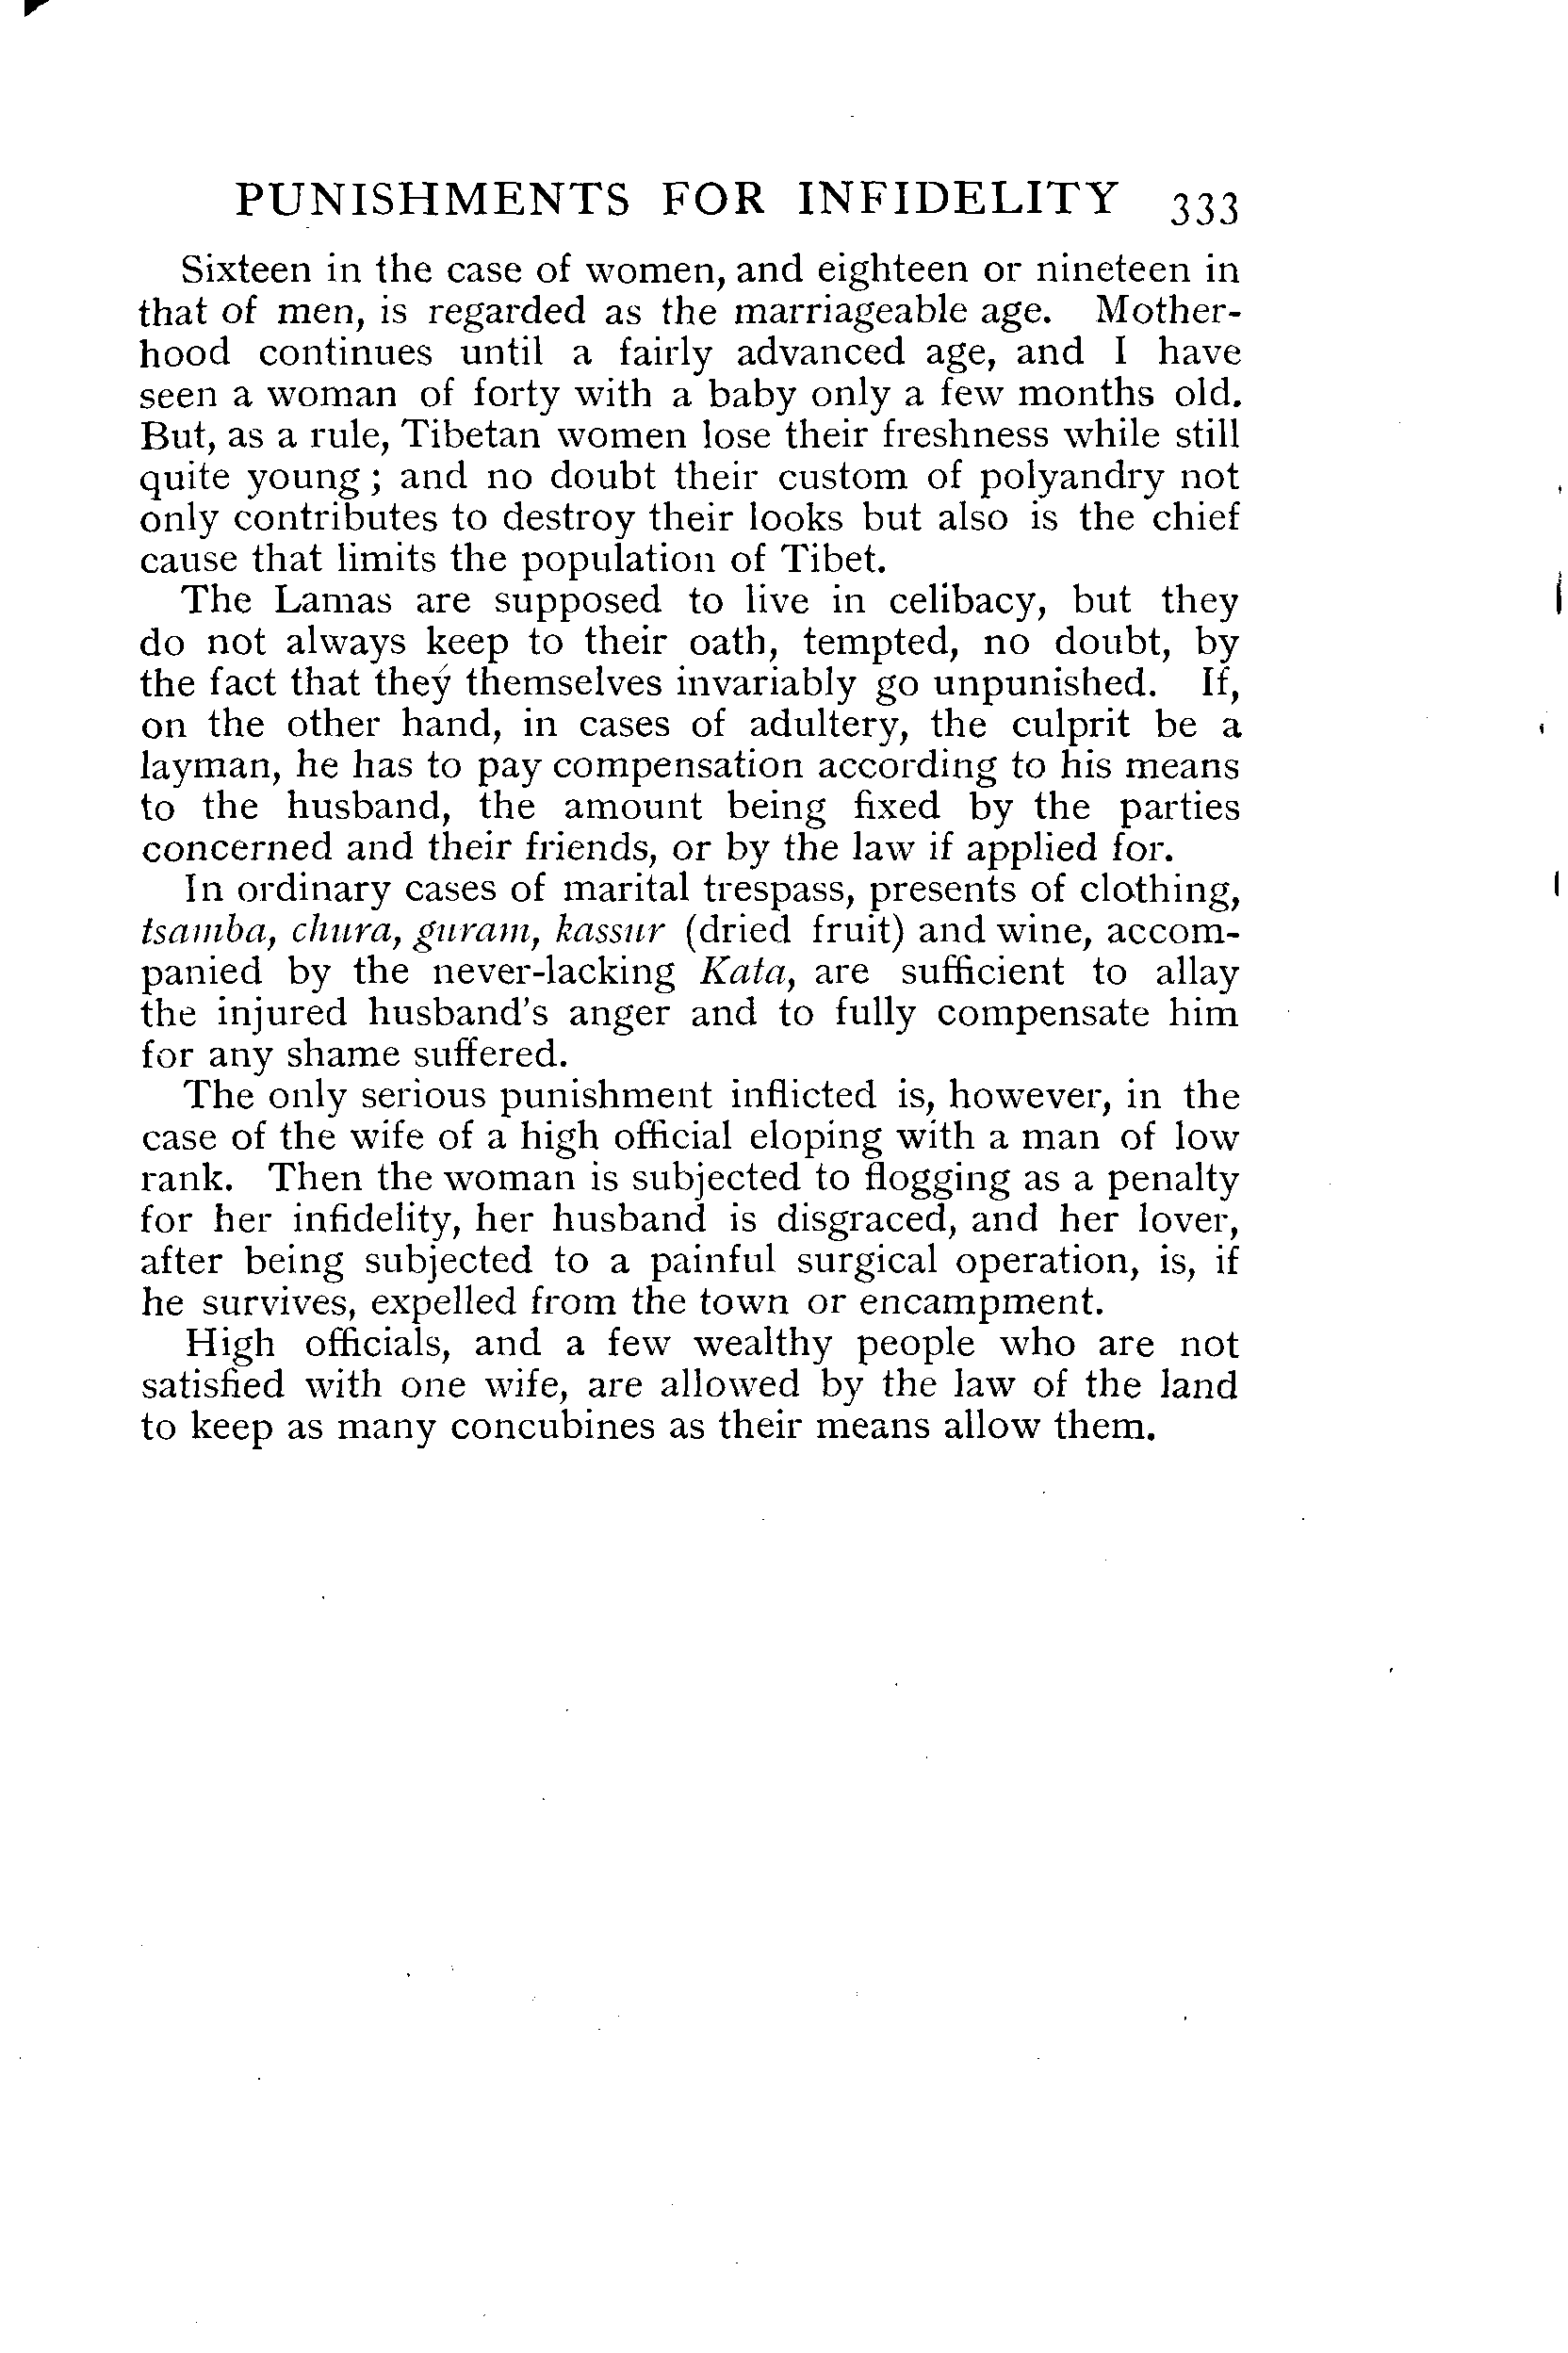 PUNISHMENTS FOR INFIDELITY 333
Sixteen in the case of women, and eighteen or nineteen in
that of men, is regarded as the marriageable age. Mother-
hood continues until a fairly advanced age, and I have
seen a woman of forty with a baby only a few months old.
But, as a rule, Tibetan women lose their freshness while still
quite young ; and no doubt their custom of polyandry not
only contributes to destroy their looks but also is the chief
cause that limits the population of Tibet.
The Lamas are supposed to live in celibacy, but they
do not always keep to their oath, tempted, no doubt, by
the fact that they themselves invariably go unpunished. If,
on the other hand, in cases of adultery, the culprit be a
layman, he has to pay compensation according to his means
to the husband, the amount being fixed by the parties
concerned and their friends, or by the law if applied for.
In ordinary cases of marital trespass, presents of clothing,
tsamba, chura, guram, kassur (dried fruit) and wine, accom-
panied by the never-lacking Kata, are sufficient to allay
the injured husband's anger and to fully compensate him
for any shame suffered.
The only serious punishment inflicted is, however, in the
case of the wife of a high official eloping with a man of low
rank. Then the woman is subjected to flogging as a penalty
for her infidelity, her husband is disgraced, and her lover,
after being subjected to a painful surgical operation, is, if
he survives, expelled from the town or encampment.
High officials, and a few wealthy people who are not
satisfied with one wife, are allowed by the law of the land
to keep as many concubines as their means allow them.